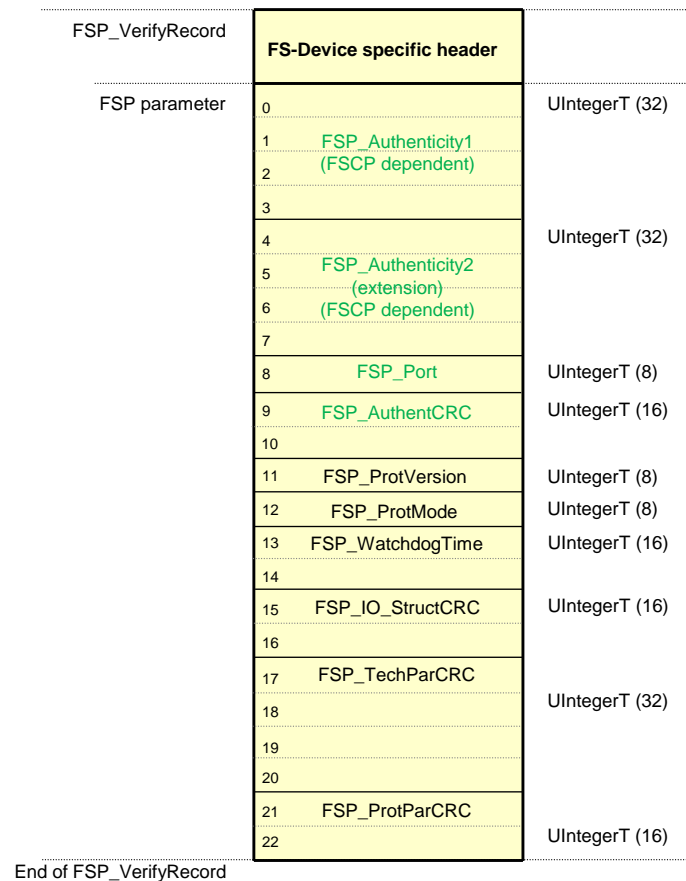 FSP_VerifyRecord
FS-Device specific header
FSP parameter
0
UIntegerT (32)
1
FSP_Authenticity1
(FSCP dependent)
2
3
4
UIntegerT (32)
5
FSP_Authenticity2
(extension)
6
(FSCP dependent)
7
8
FSP_Port
UIntegerT (8)
9
FSP_AuthentCRC
UIntegerT (16)
10
11
FSP_ProtVersion
UIntegerT (8)
12
FSP_ProtMode
UIntegerT (8)
13
FSP_WatchdogTime
UIntegerT (16)
14
15
FSP_IO_StructCRC
UIntegerT (16)
16
17
FSP_TechParCRC
18
UIntegerT (32)
19
20
21
FSP_ProtParCRC
22
UIntegerT (16)
End of FSP_VerifyRecord